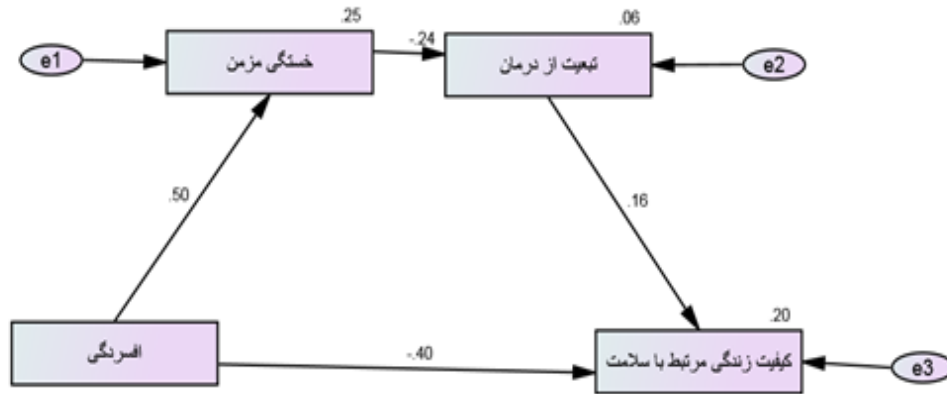 .25
.06
e1
خستگی مزمن
-.24
تبعیت از درمان
e2
.50
.16
.20
افسردگی
-.40
کیفیت زندگی مرتبط با سلامت
e3